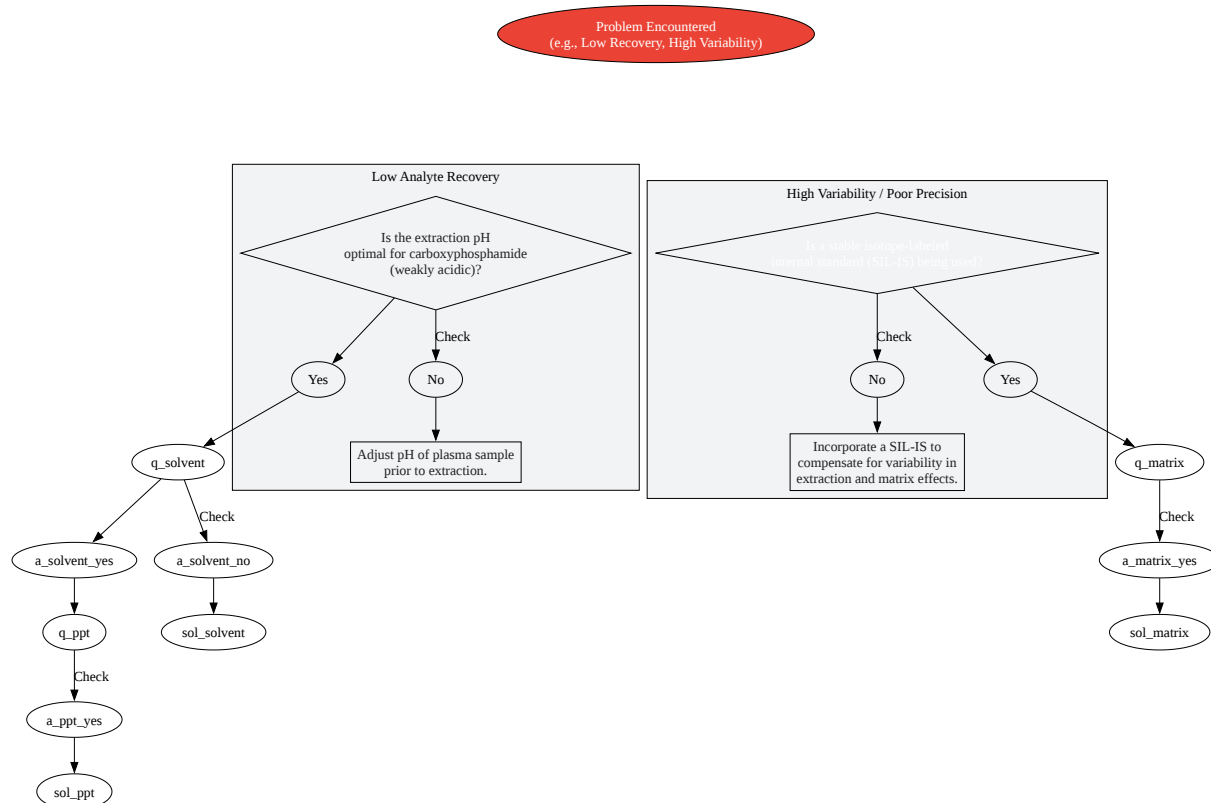 Problem Encountered
(e.g., Low Recovery, High Variability)
Low Analyte Recovery
Is the extraction pH
optimal for carboxyphosphamide
(weakly acidic)?
Check
Yes
No
Adjust pH of plasma sample
prior to extraction.
High Variability / Poor Precision
Is a stable isotope-labeled
internal standard (SIL-IS) being used?
Check
No
Yes
Incorporate a SIL-IS to
compensate for variability in
extraction and matrix effects.
q_solvent
Check
a_solvent_yes
a_solvent_no
q_ppt
sol_solvent
Check
a_ppt_yes
sol_ppt
q_matrix
Check
a_matrix_yes
sol_matrix